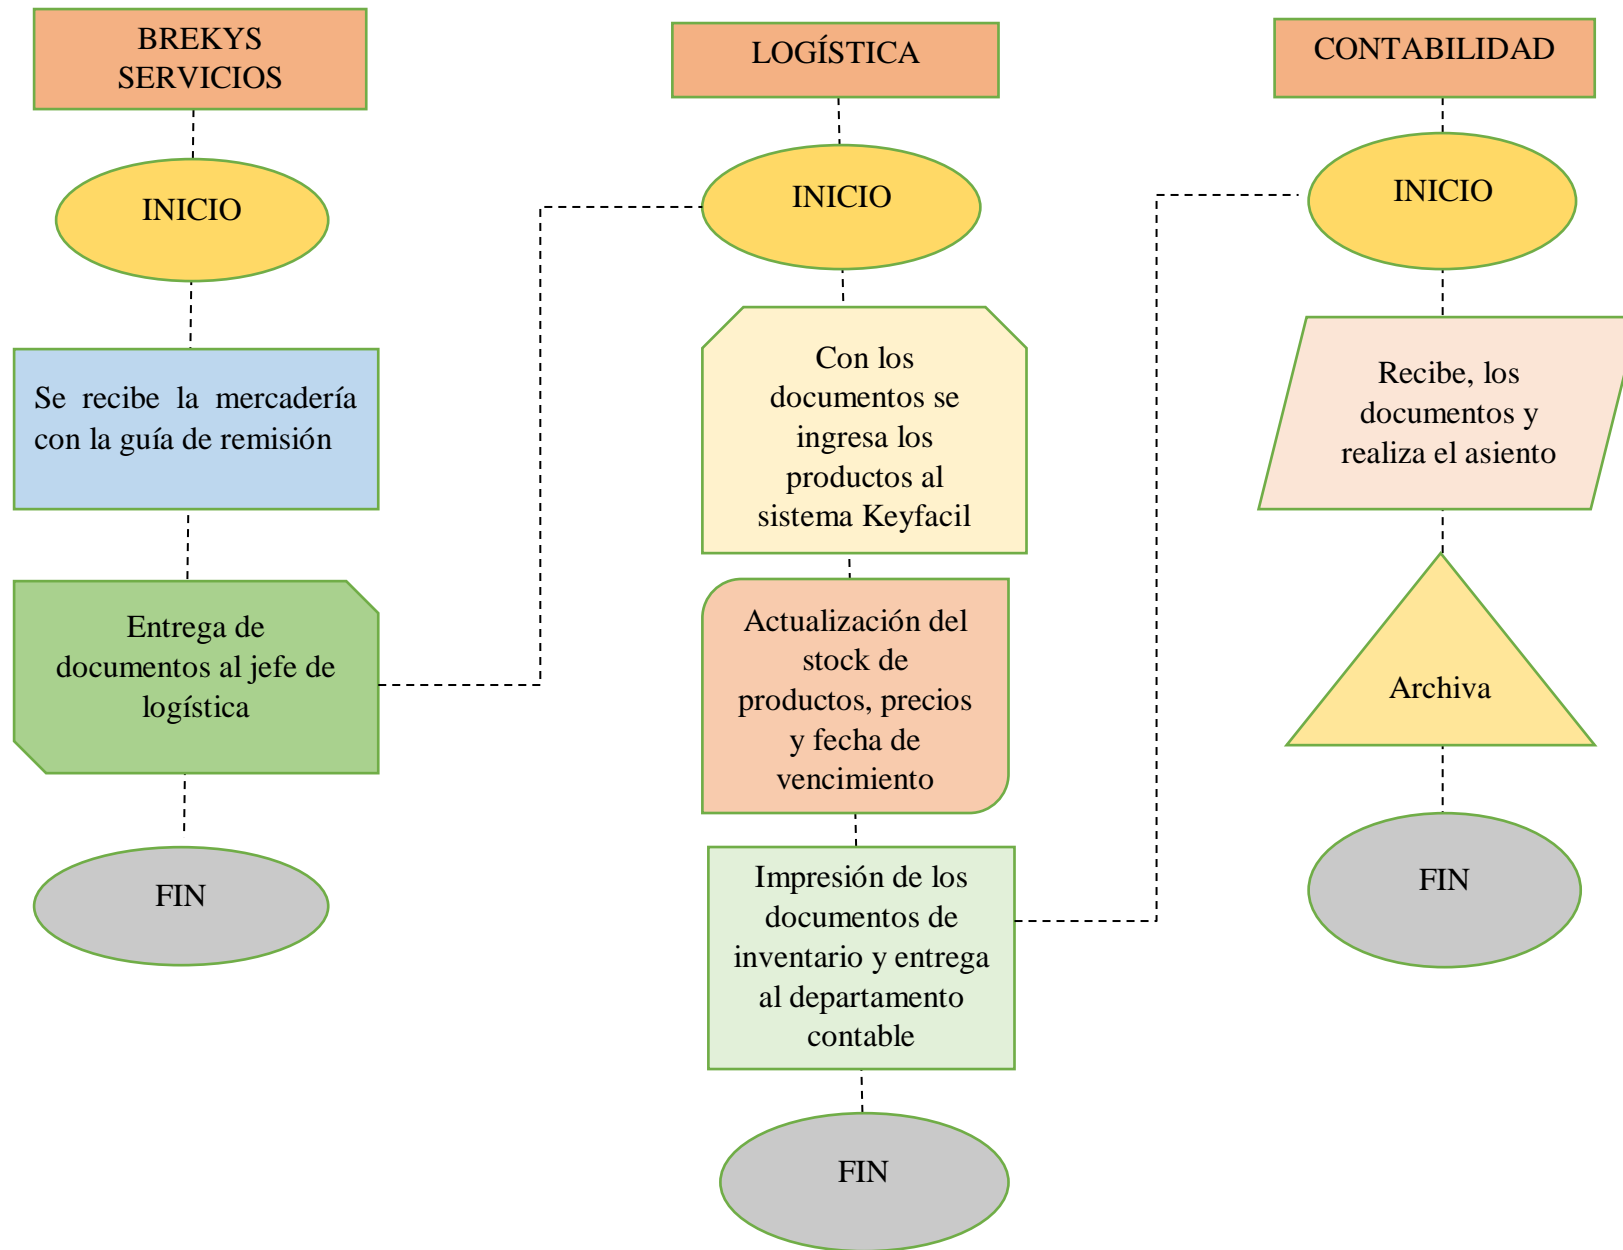 BREKYS
SERVICIOS
INICIO
Se recibe la mercadería
con la guía de remisión
Entrega de
documentos al jefe de
logística
FIN
LOGÍSTICA
INICIO
Con los
documentos se
ingresa los
productos al
sistema Keyfacil
Actualización del
stock de
productos, precios
y fecha de
vencimiento
Impresión de los
documentos de
inventario y entrega
al departamento
contable
FIN
CONTABILIDAD
INICIO
Recibe, los
documentos y
realiza el asiento
Archiva
FIN